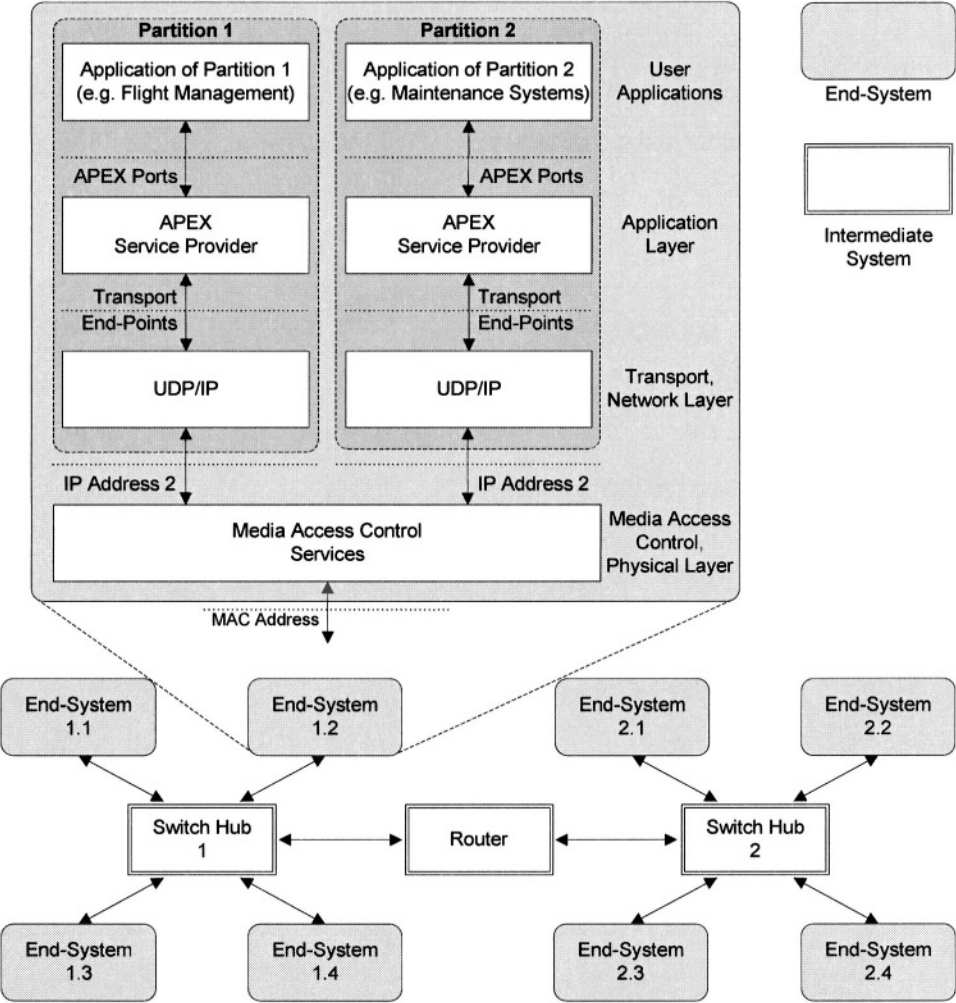 Partition 1
Partition 2
Application of Partition 1
(e.g. Flight Management)
Application of Partition 2
(e.g. Maintenance Systems)
User
Applications
End-System
APEX Ports
APEX Ports
APEX
Service Provider
APEX
Service Provider
Application
Layer
Intermediate
System
Transport
End-Points
Transport
End-Points
UDP/IP
UDP/IP
Transport,
Network Layer
IP Address 2
IP Address 2
Media Access Control
Services
Media Access
Control,
Physical Layer
MAC Address
End-System
1.1
End-System
1.2
End-System
2.1
End-System
2.2
Switch Hub
1
Router
Switch Hub
2
End-System
1.3
End-System
1.4
End-System
2.3
End-System
2.4